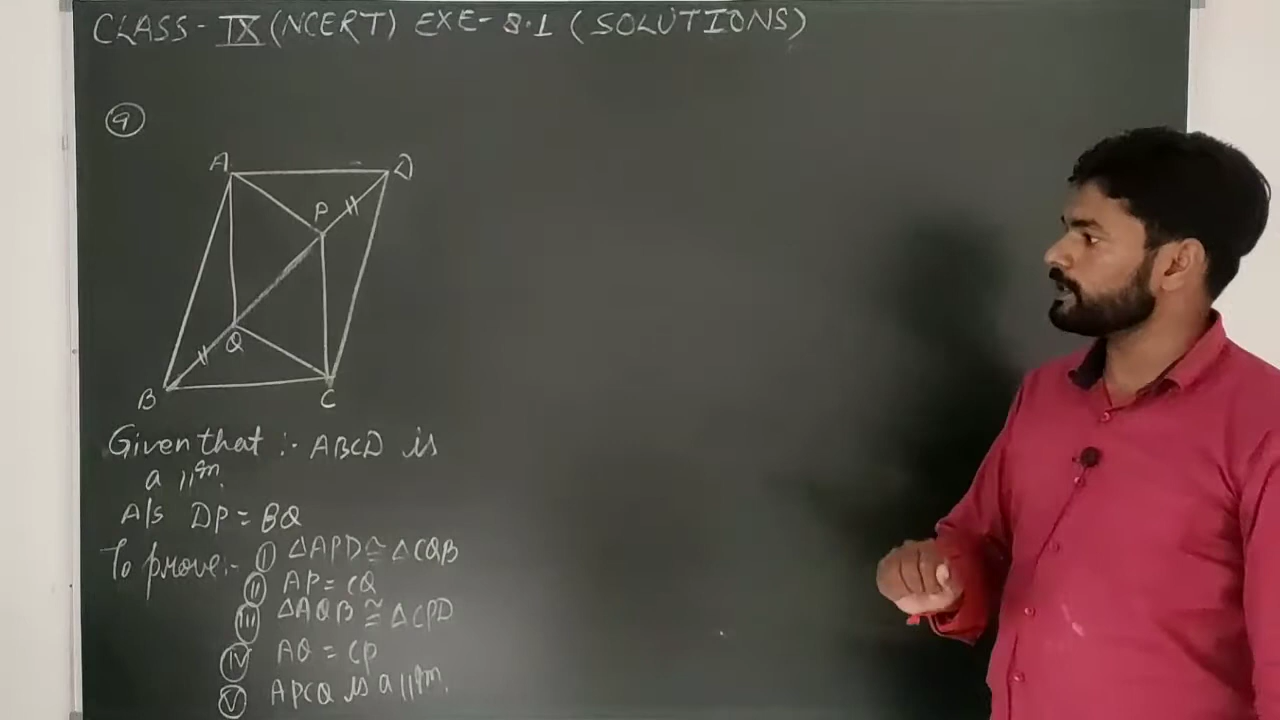 CLASS- IX (NCERT) EXE- 8.1 (SOLUTIONS)
9
A D
P
Q
B C
Given that :- ABCD is
a ||gm.
A/s DP = BQ
To prove:- (I) △APD ≅ △CQB
(II) AP = CQ
(III) △AQB ≅ △CPD
(IV) AQ = CP
(V) APCQ is a ||gm.